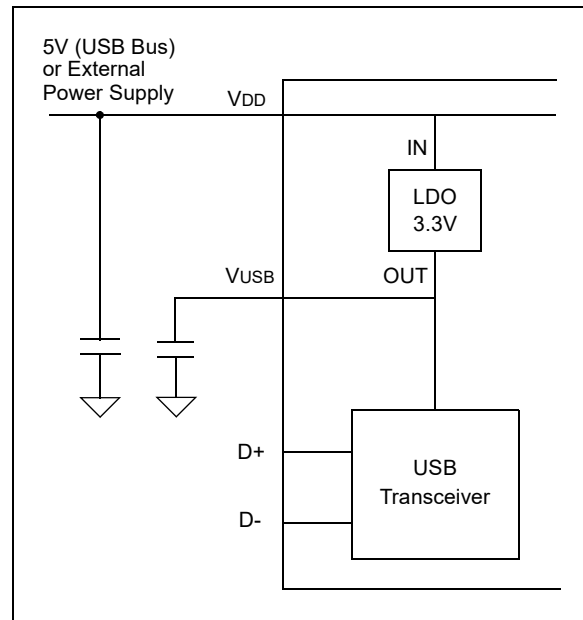 5V (USB Bus)
or External
Power Supply
VDD
IN
LDO
3.3V
VUSB
OUT
D+
USB
Transceiver
D-